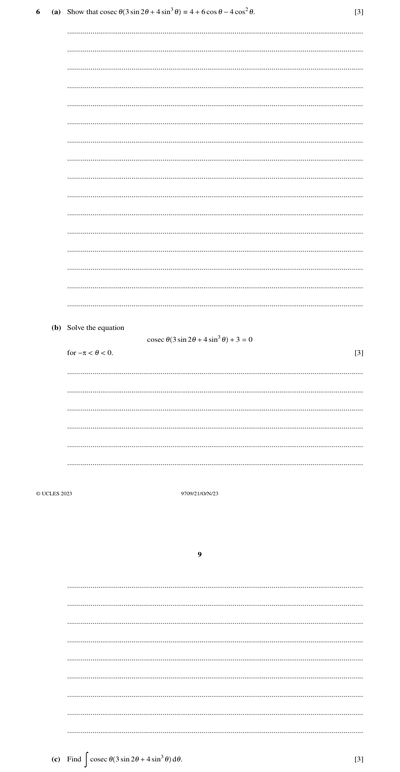 6 (a) Show that cosec θ(3 sin 2θ + 4 sin³ θ) ≡ 4 + 6 cos θ − 4 cos² θ. [3]
(b) Solve the equation
cosec θ(3 sin 2θ + 4 sin³ θ) + 3 = 0
for −π < θ < 0. [3]
© UCLES 2023 9709/21/O/N/23
9
(c) Find ∫ cosec θ(3 sin 2θ + 4 sin³ θ) dθ. [3]